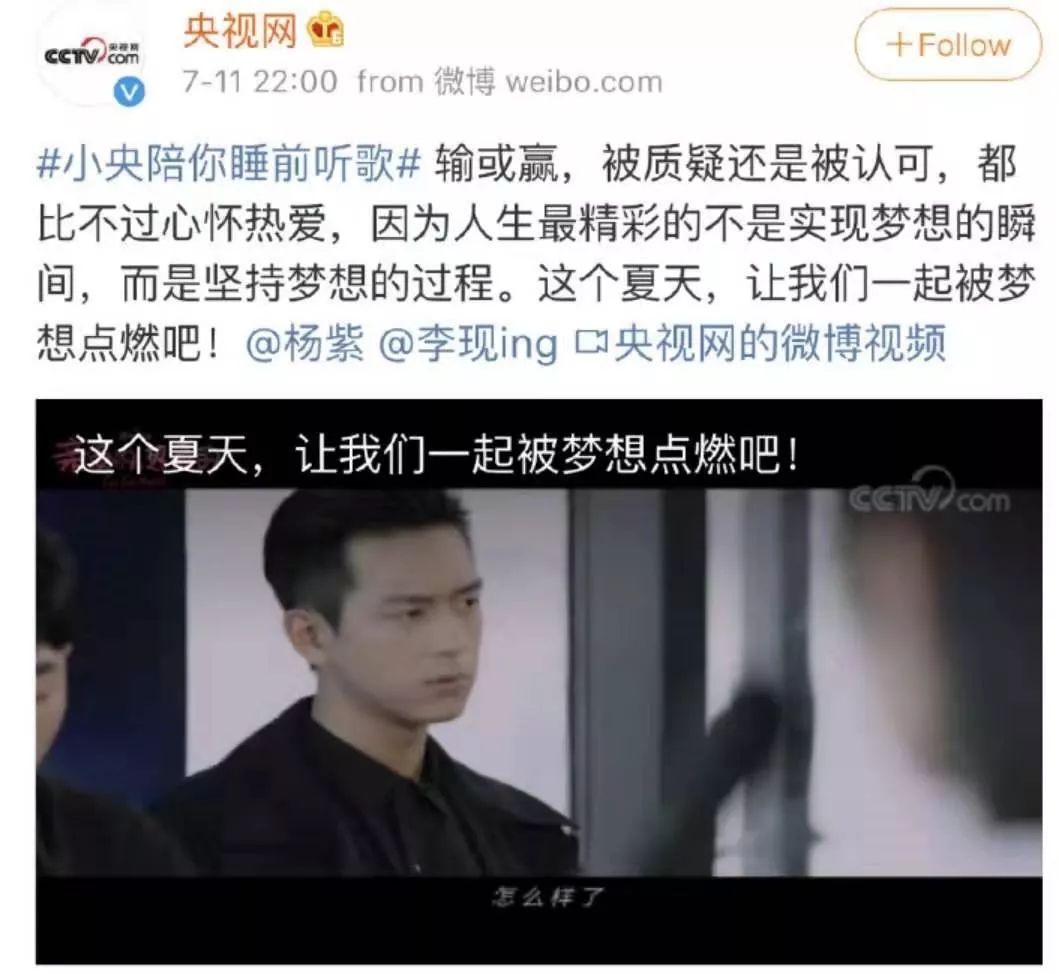 CCTV 央视网
com
央视网
+Follow
7-11 22:00 from 微博 weibo.com
#小央陪你睡前听歌# 输或赢，被质疑还是被认可，都
比不过心怀热爱，因为人生最精彩的不是实现梦想的瞬
间，而是坚持梦想的过程。这个夏天，让我们一起被梦
想点燃吧！@杨紫 @李现ing 央视网的微博视频
这个夏天，让我们一起被梦想点燃吧！
CCTV com
怎么样了